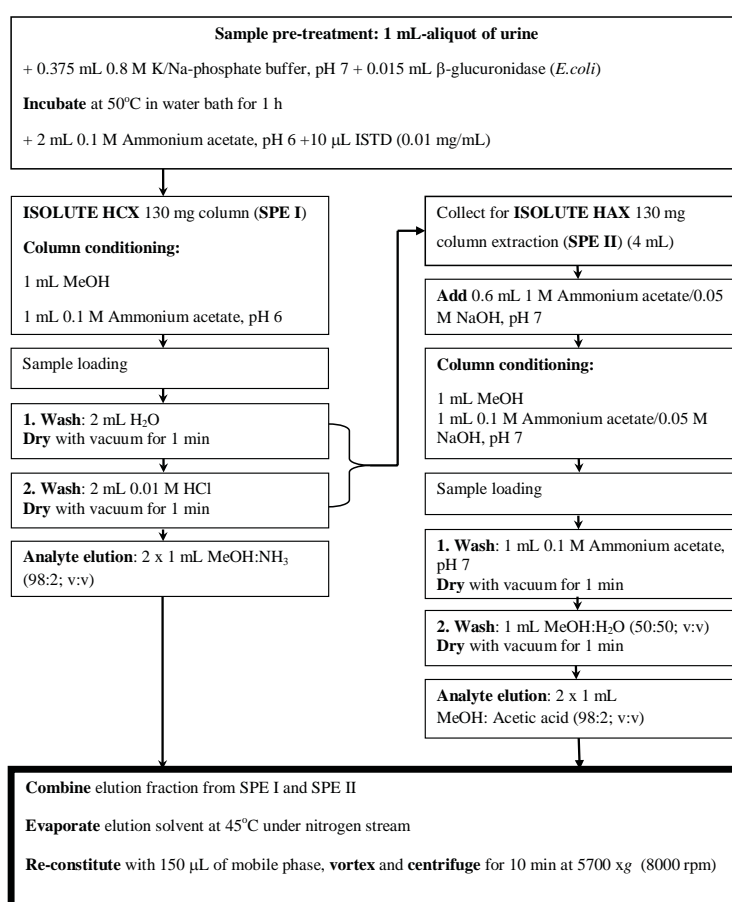 Sample pre-treatment: 1 mL-aliquot of urine
+ 0.375 mL 0.8 M K/Na-phosphate buffer, pH 7 + 0.015 mL β-glucuronidase (E.coli)
Incubate at 50°C in water bath for 1 h
+ 2 mL 0.1 M Ammonium acetate, pH 6 +10 µL ISTD (0.01 mg/mL)
ISOLUTE HCX 130 mg column (SPE I)
Column conditioning:
1 mL MeOH
1 mL 0.1 M Ammonium acetate, pH 6
Sample loading
1. Wash: 2 mL H₂O
Dry with vacuum for 1 min
2. Wash: 2 mL 0.01 M HCl
Dry with vacuum for 1 min
Analyte elution: 2 x 1 mL MeOH:NH₃
(98:2; v:v)
Collect for ISOLUTE HAX 130 mg
column extraction (SPE II) (4 mL)
Add 0.6 mL 1 M Ammonium acetate/0.05
M NaOH, pH 7
Column conditioning:
1 mL MeOH
1 mL 0.1 M Ammonium acetate/0.05 M
NaOH, pH 7
Sample loading
1. Wash: 1 mL 0.1 M Ammonium acetate,
pH 7
Dry with vacuum for 1 min
2. Wash: 1 mL MeOH:H₂O (50:50; v:v)
Dry with vacuum for 1 min
Analyte elution: 2 x 1 mL
MeOH: Acetic acid (98:2; v:v)
Combine elution fraction from SPE I and SPE II
Evaporate elution solvent at 45°C under nitrogen stream
Re-constitute with 150 µL of mobile phase, vortex and centrifuge for 10 min at 5700 xg (8000 rpm)